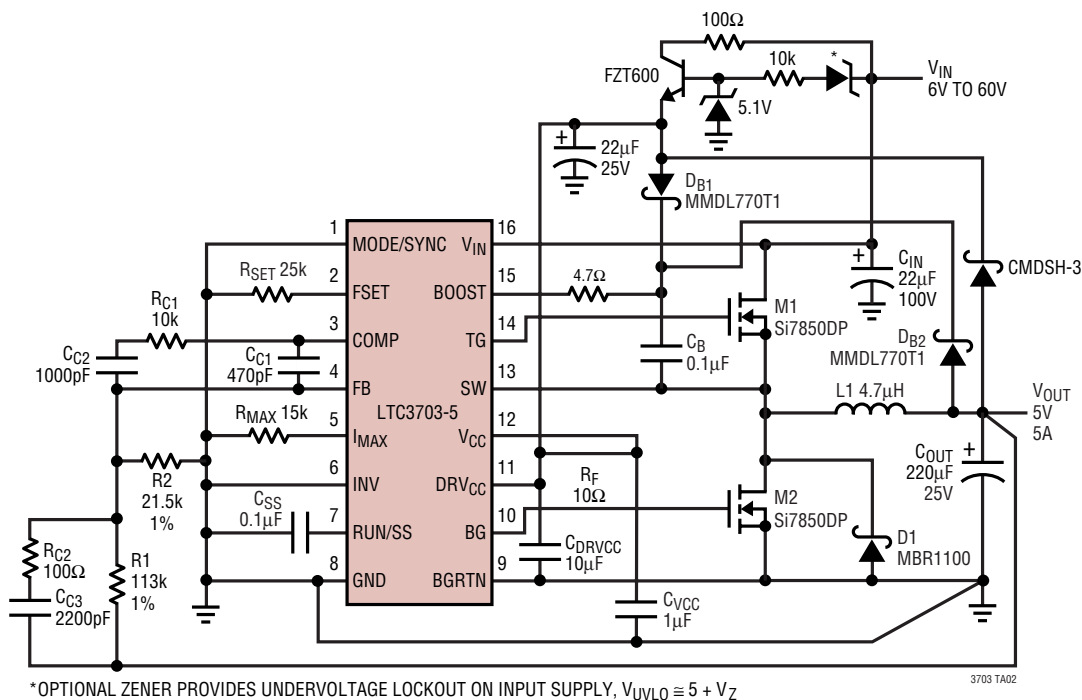 100Ω
FZT600
10k
*
V_IN
6V TO 60V
5.1V
+
22µF
25V
D_B1
MMDL770T1
1
MODE/SYNC
V_IN
16
+
C_IN
22µF
100V
CMDSH-3
R_SET 25k
2
FSET
BOOST
15
4.7Ω
R_C1
10k
3
COMP
TG
14
M1
Si7850DP
C_C2
1000pF
C_C1
470pF
4
FB
SW
13
C_B
0.1µF
D_B2
MMDL770T1
LTC3703-5
L1 4.7µH
V_OUT
5V
5A
R_MAX 15k
5
I_MAX
V_CC
12
R2
21.5k
1%
6
INV
DRV_CC
11
R_F
10Ω
C_OUT
220µF
25V
+
C_SS
0.1µF
7
RUN/SS
BG
10
M2
Si7850DP
D1
MBR1100
R_C2
100Ω
R1
113k
1%
8
GND
BGRTN
9
C_DRVCC
10µF
C_C3
2200pF
C_VCC
1µF
3703 TA02
*OPTIONAL ZENER PROVIDES UNDERVOLTAGE LOCKOUT ON INPUT SUPPLY, V_UVLO ≅ 5 + V_Z